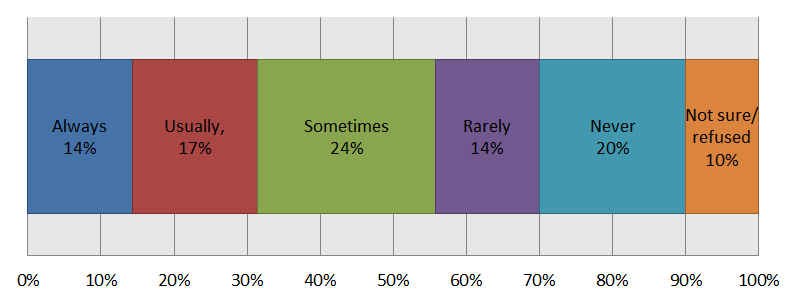 Always
14%
Usually,
17%
Sometimes
24%
Rarely
14%
Never
20%
Not sure/
refused
10%
0% 10% 20% 30% 40% 50% 60% 70% 80% 90% 100%